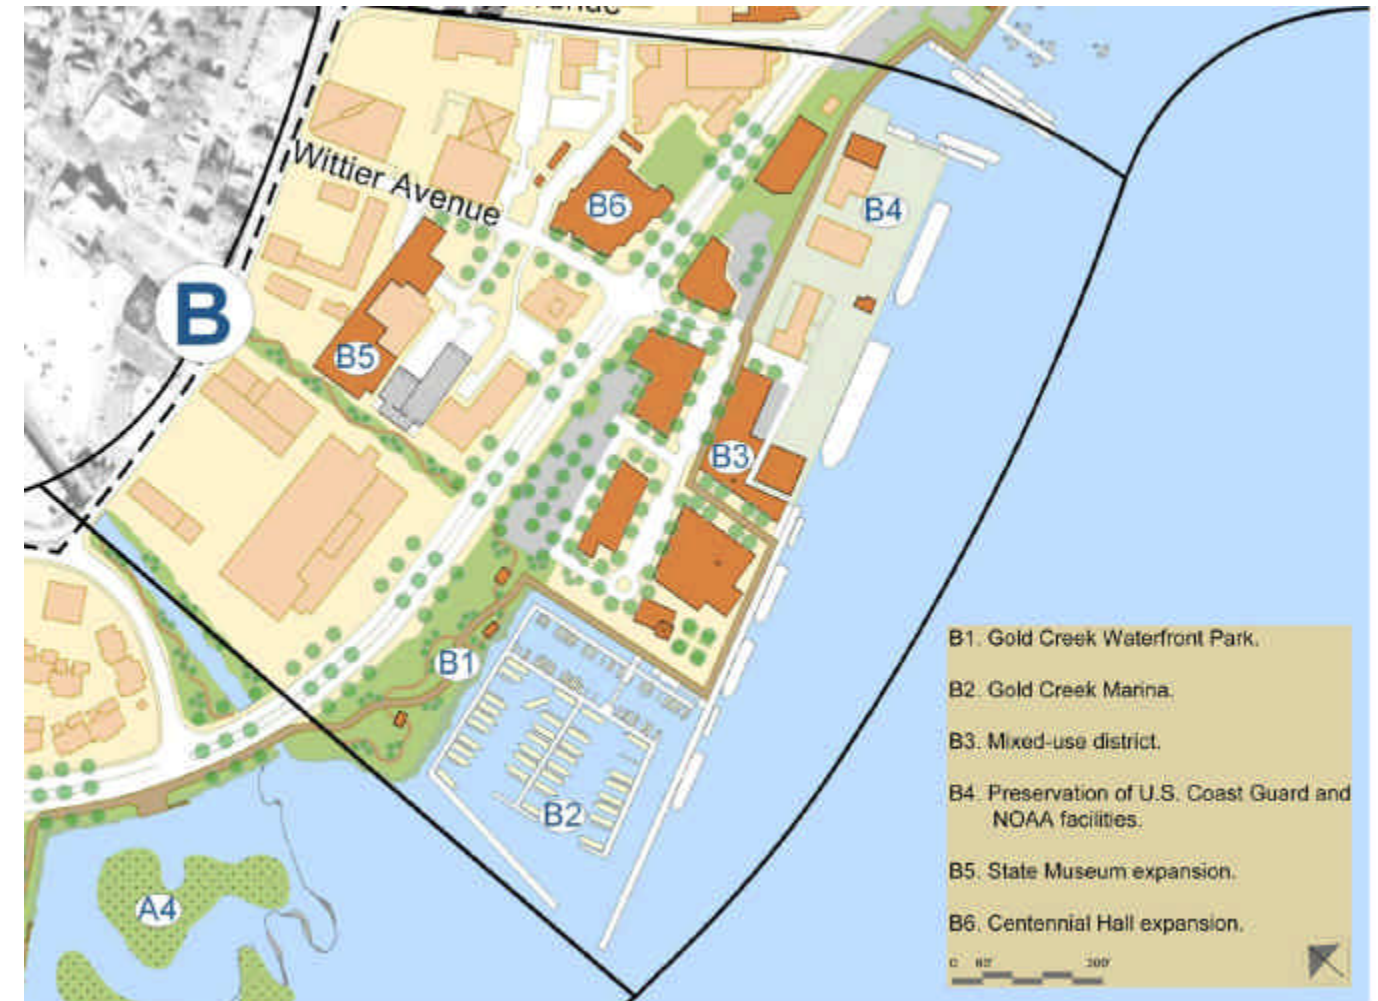 Wittier Avenue
B6
B4
B
B5
B3
B1
B2
A4
B1. Gold Creek Waterfront Park.
B2. Gold Creek Marina.
B3. Mixed-use district.
B4. Preservation of U.S. Coast Guard and
NOAA facilities.
B5. State Museum expansion.
B6. Centennial Hall expansion.
0